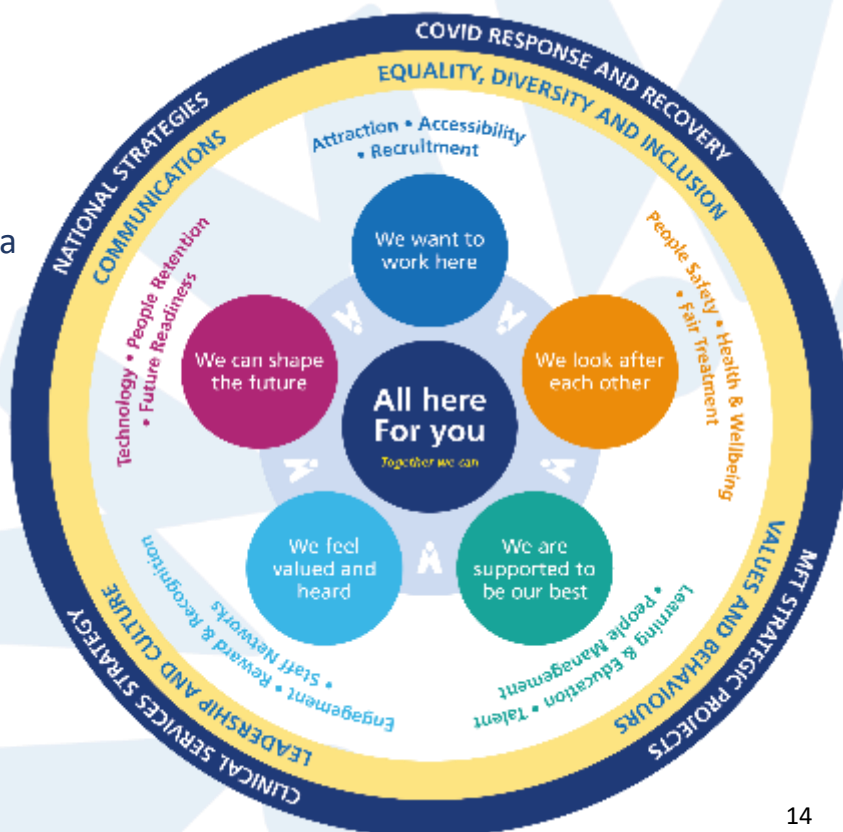 COVID RESPONSE AND RECOVERY
NATIONAL STRATEGIES
MFT STRATEGIC PROJECTS
CLINICAL SERVICES STRATEGY
EQUALITY, DIVERSITY AND INCLUSION
COMMUNICATIONS
VALUES AND BEHAVIOURS
LEADERSHIP AND CULTURE
Attraction • Accessibility
• Recruitment
We want to
work here
People Safety • Health & Wellbeing
• Fair Treatment
We look after
each other
Learning & Education • Talent
• People Management
We are
supported to
be our best
Engagement • Reward & Recognition
• Staff Networks
We feel
valued and
heard
Technology • People Retention
• Future Readiness
We can shape
the future
All here
For you
Together we can
a
14